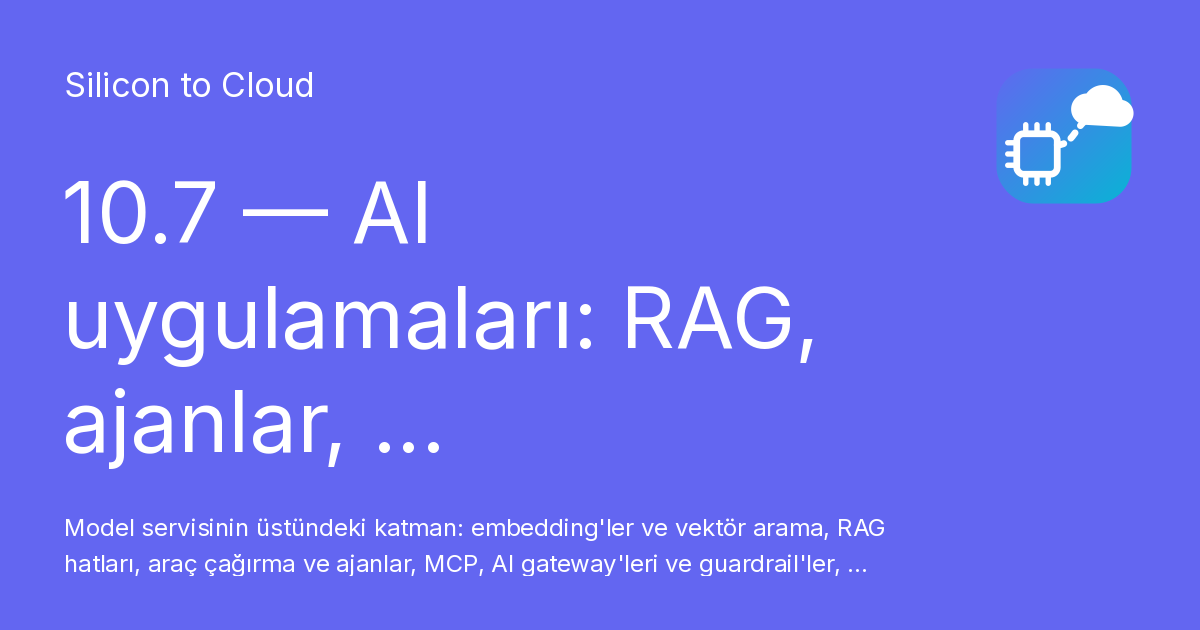 Silicon to Cloud
10.7 — AI
uygulamaları: RAG,
ajanlar, ...
Model servisinin üstündeki katman: embedding'ler ve vektör arama, RAG
hatları, araç çağırma ve ajanlar, MCP, AI gateway'leri ve guardrail'ler, ...